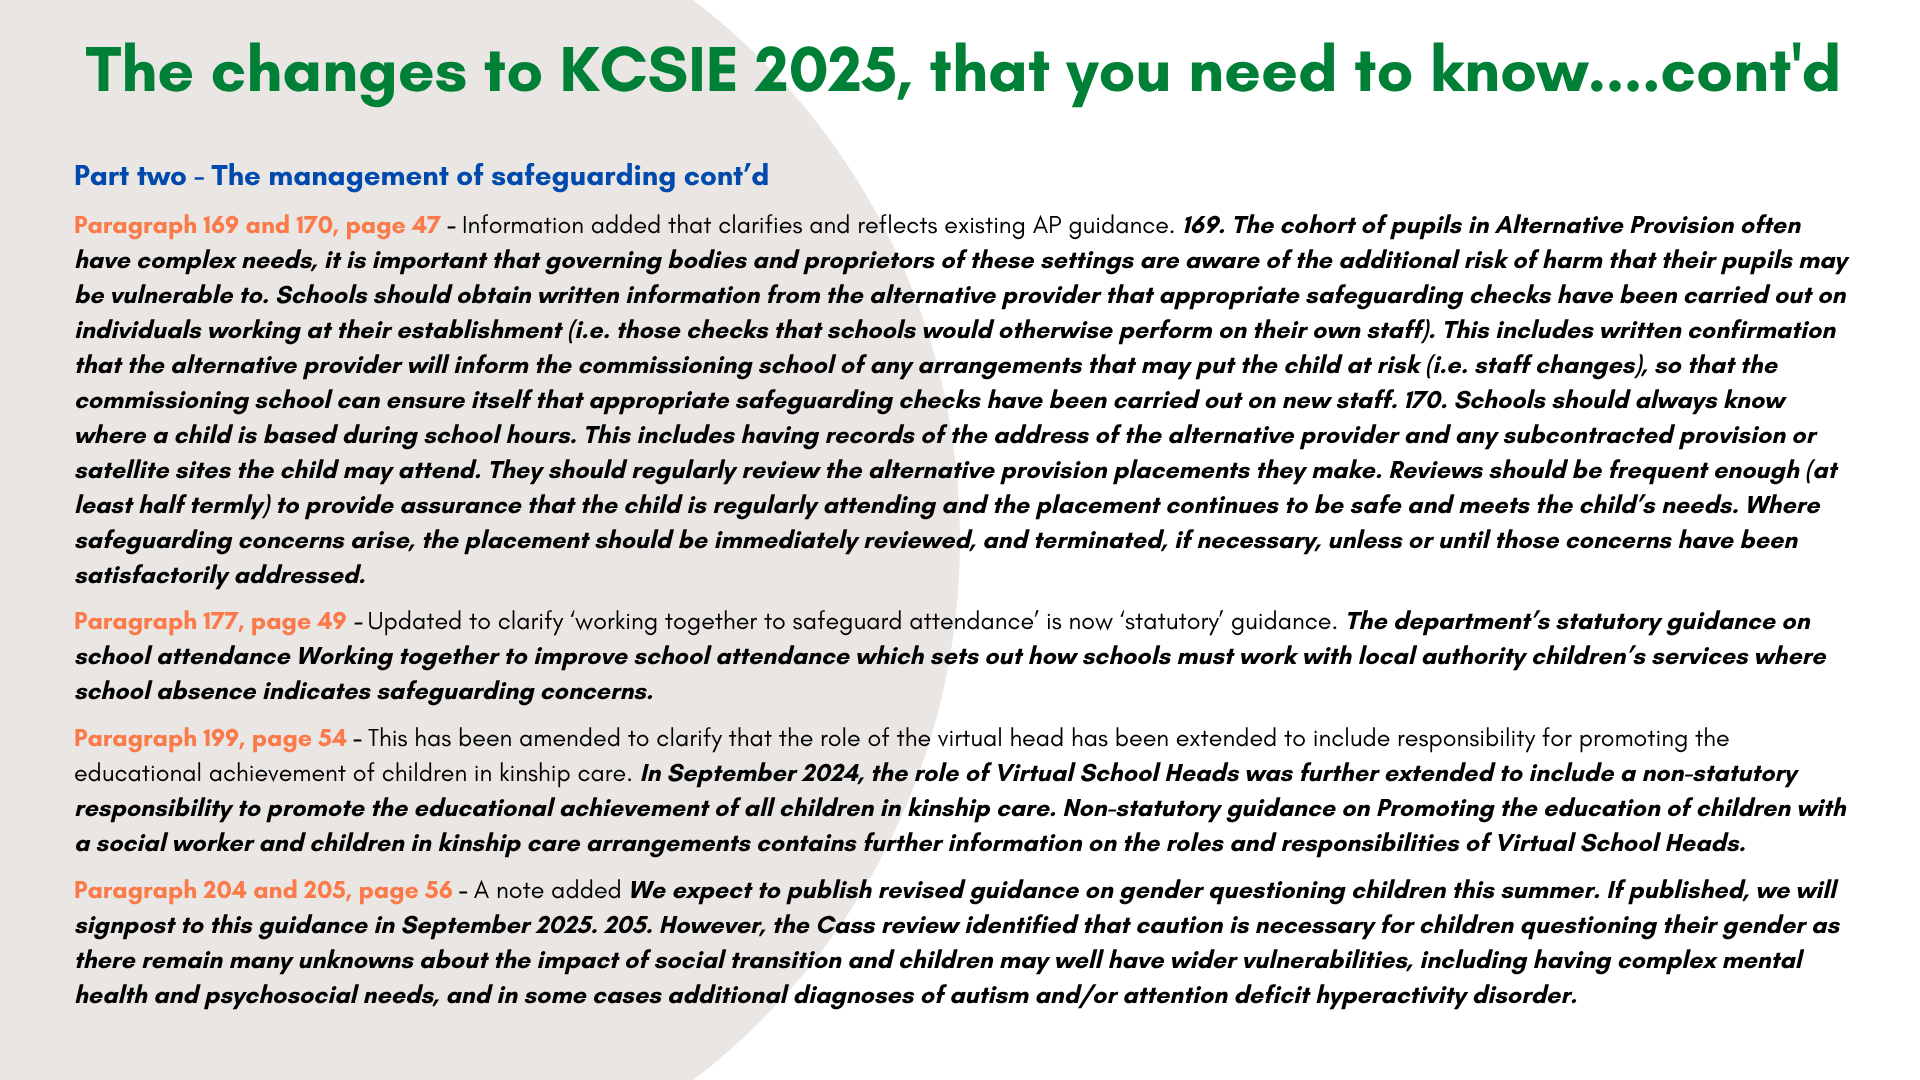 The changes to KCSIE 2025, that you need to know....cont'd
Part two - The management of safeguarding cont’d
Paragraph 169 and 170, page 47 - Information added that clarifies and reflects existing AP guidance. 169. The cohort of pupils in Alternative Provision often
have complex needs, it is important that governing bodies and proprietors of these settings are aware of the additional risk of harm that their pupils may
be vulnerable to. Schools should obtain written information from the alternative provider that appropriate safeguarding checks have been carried out on
individuals working at their establishment (i.e. those checks that schools would otherwise perform on their own staff). This includes written confirmation
that the alternative provider will inform the commissioning school of any arrangements that may put the child at risk (i.e. staff changes), so that the
commissioning school can ensure itself that appropriate safeguarding checks have been carried out on new staff. 170. Schools should always know
where a child is based during school hours. This includes having records of the address of the alternative provider and any subcontracted provision or
satellite sites the child may attend. They should regularly review the alternative provision placements they make. Reviews should be frequent enough (at
least half termly) to provide assurance that the child is regularly attending and the placement continues to be safe and meets the child’s needs. Where
safeguarding concerns arise, the placement should be immediately reviewed, and terminated, if necessary, unless or until those concerns have been
satisfactorily addressed.
Paragraph 177, page 49 - Updated to clarify ‘working together to safeguard attendance’ is now ‘statutory’ guidance. The department’s statutory guidance on
school attendance Working together to improve school attendance which sets out how schools must work with local authority children’s services where
school absence indicates safeguarding concerns.
Paragraph 199, page 54 - This has been amended to clarify that the role of the virtual head has been extended to include responsibility for promoting the
educational achievement of children in kinship care. In September 2024, the role of Virtual School Heads was further extended to include a non-statutory
responsibility to promote the educational achievement of all children in kinship care. Non-statutory guidance on Promoting the education of children with
a social worker and children in kinship care arrangements contains further information on the roles and responsibilities of Virtual School Heads.
Paragraph 204 and 205, page 56 - A note added We expect to publish revised guidance on gender questioning children this summer. If published, we will
signpost to this guidance in September 2025. 205. However, the Cass review identified that caution is necessary for children questioning their gender as
there remain many unknowns about the impact of social transition and children may well have wider vulnerabilities, including having complex mental
health and psychosocial needs, and in some cases additional diagnoses of autism and/or attention deficit hyperactivity disorder.